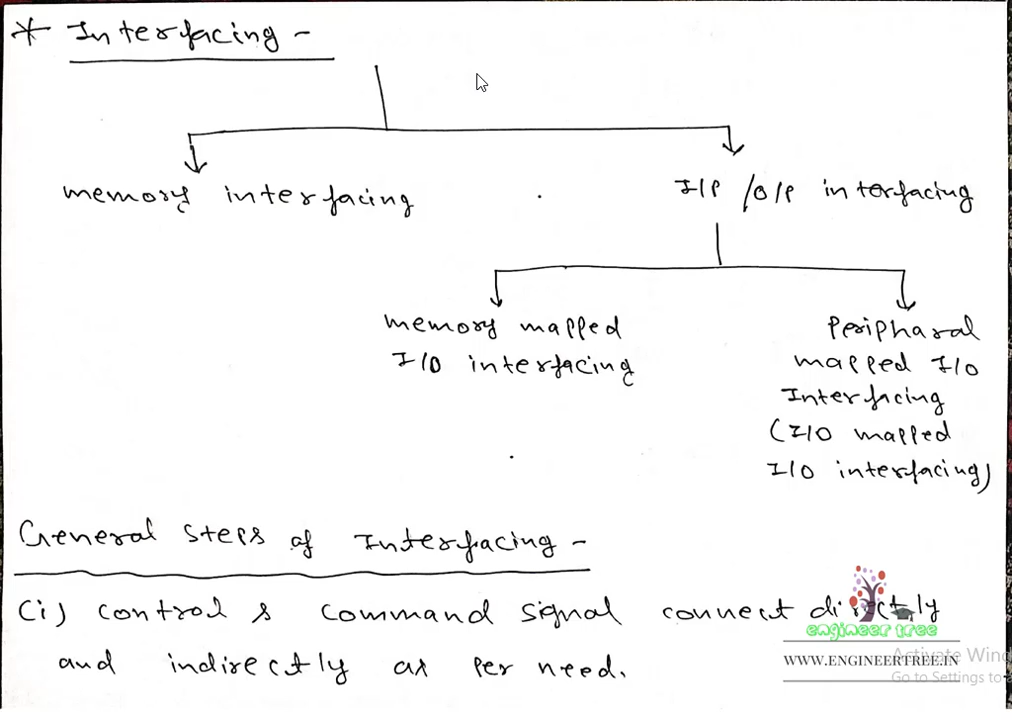 * Interfacing -
memory interfacing
I/P /O/P interfacing
memory mapped
I/O interfacing
Peripharal
mapped I/O
Interfacing
(I/O mapped
I/O interfacing)
General Steps of Interfacing -
(i) control & command signal connect directly
and indirectly as per need.
engineer tree
WWW.ENGINEERTREE.IN
Activate Wind
Go to Settings to a